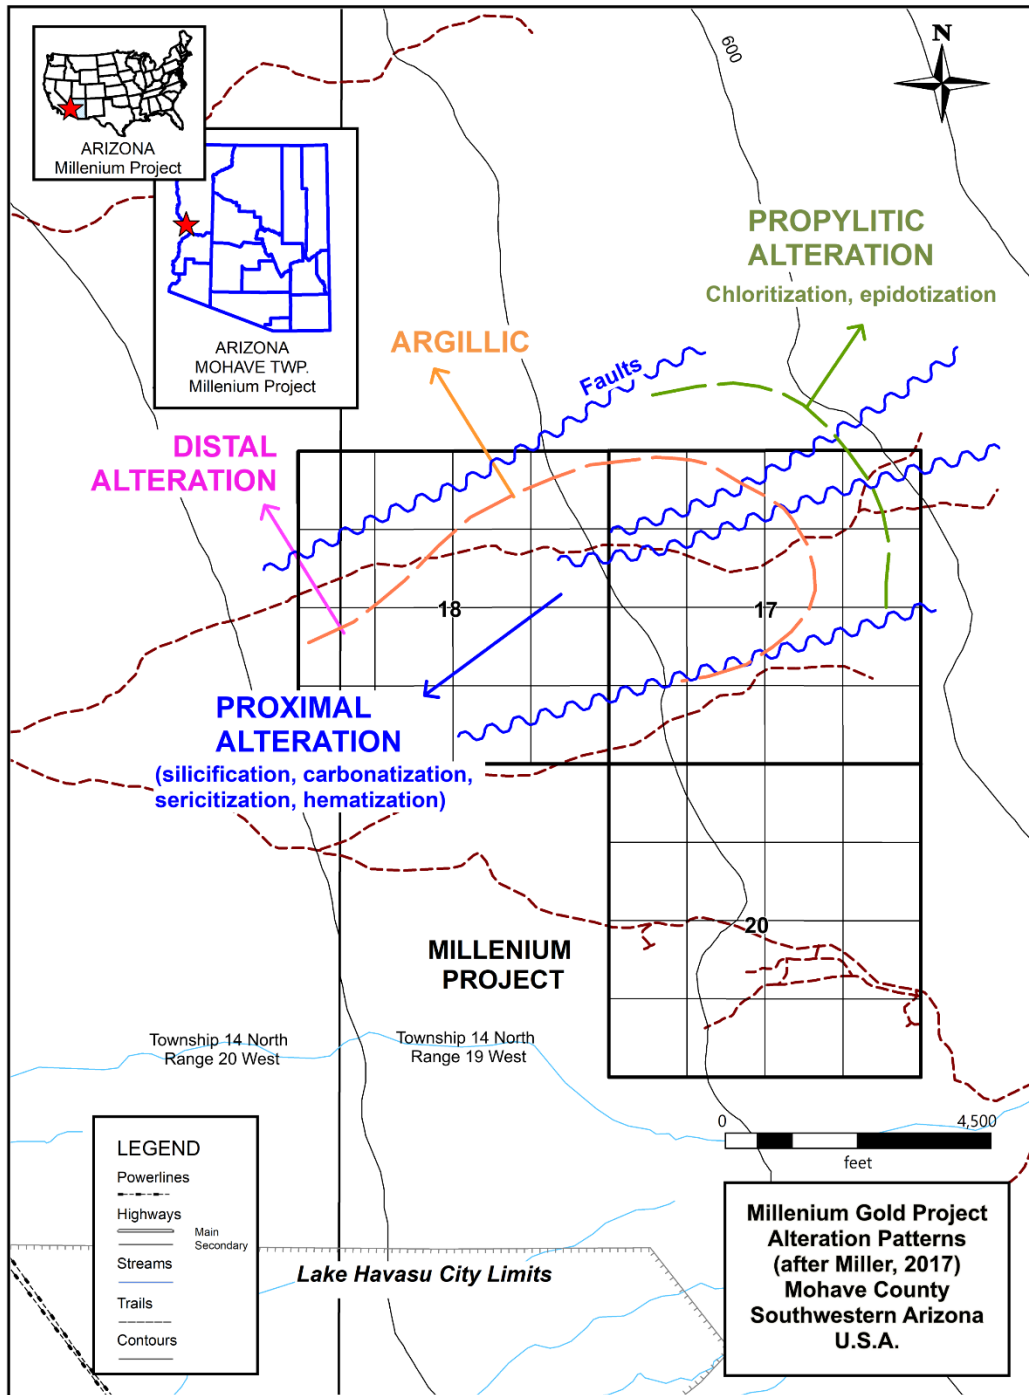 ARIZONA
Millenium Project
ARIZONA
MOHAVE TWP.
Millenium Project
N
600
PROPYLITIC
ALTERATION
Chloritization, epidotization
ARGILLIC
Faults
DISTAL
ALTERATION
18
17
PROXIMAL
ALTERATION
(silicification, carbonatization,
sericitization, hematization)
20
MILLENIUM
PROJECT
Township 14 North
Range 20 West
Township 14 North
Range 19 West
0
4,500
feet
LEGEND
Powerlines
Highways
Main
Secondary
Streams
Trails
Contours
Lake Havasu City Limits
Millenium Gold Project
Alteration Patterns
(after Miller, 2017)
Mohave County
Southwestern Arizona
U.S.A.